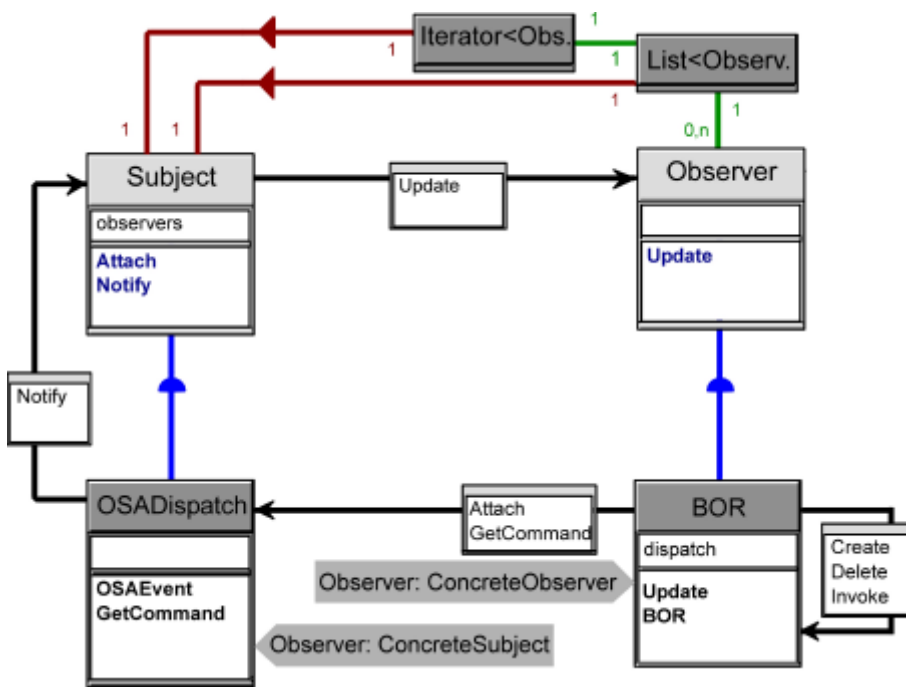 Iterator<Obs.
1
1
1
List<Observ.
1
1
0,n
1
1
Subject
observers
Attach
Notify
Update
Observer
Update
Notify
OSADispatch
OSAEvent
GetCommand
Attach
GetCommand
BOR
dispatch
Update
BOR
Create
Delete
Invoke
Observer: ConcreteObserver
Observer: ConcreteSubject